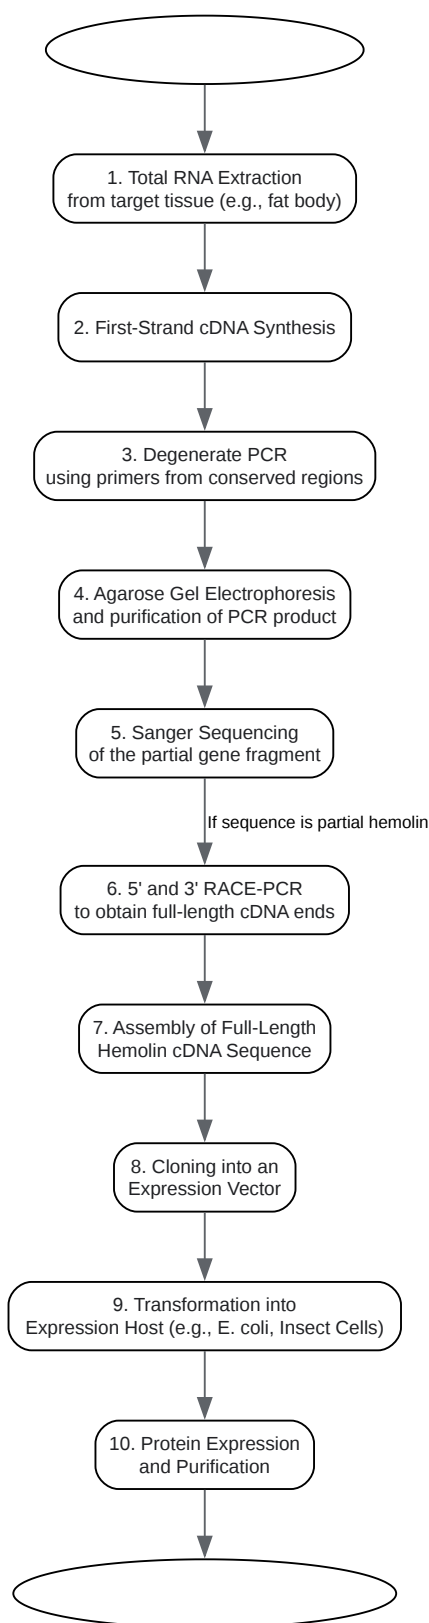 1. Total RNA Extraction
from target tissue (e.g., fat body)
2. First-Strand cDNA Synthesis
3. Degenerate PCR
using primers from conserved regions
4. Agarose Gel Electrophoresis
and purification of PCR product
5. Sanger Sequencing
of the partial gene fragment
If sequence is partial hemolin
6. 5' and 3' RACE-PCR
to obtain full-length cDNA ends
7. Assembly of Full-Length
Hemolin cDNA Sequence
8. Cloning into an
Expression Vector
9. Transformation into
Expression Host (e.g., E. coli, Insect Cells)
10. Protein Expression
and Purification